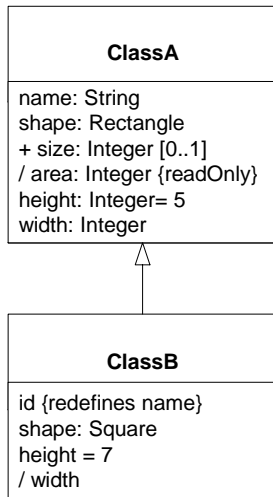 ClassA
name: String
shape: Rectangle
+ size: Integer [0..1]
/ area: Integer {readOnly}
height: Integer= 5
width: Integer
ClassB
id {redefines name}
shape: Square
height = 7
/ width